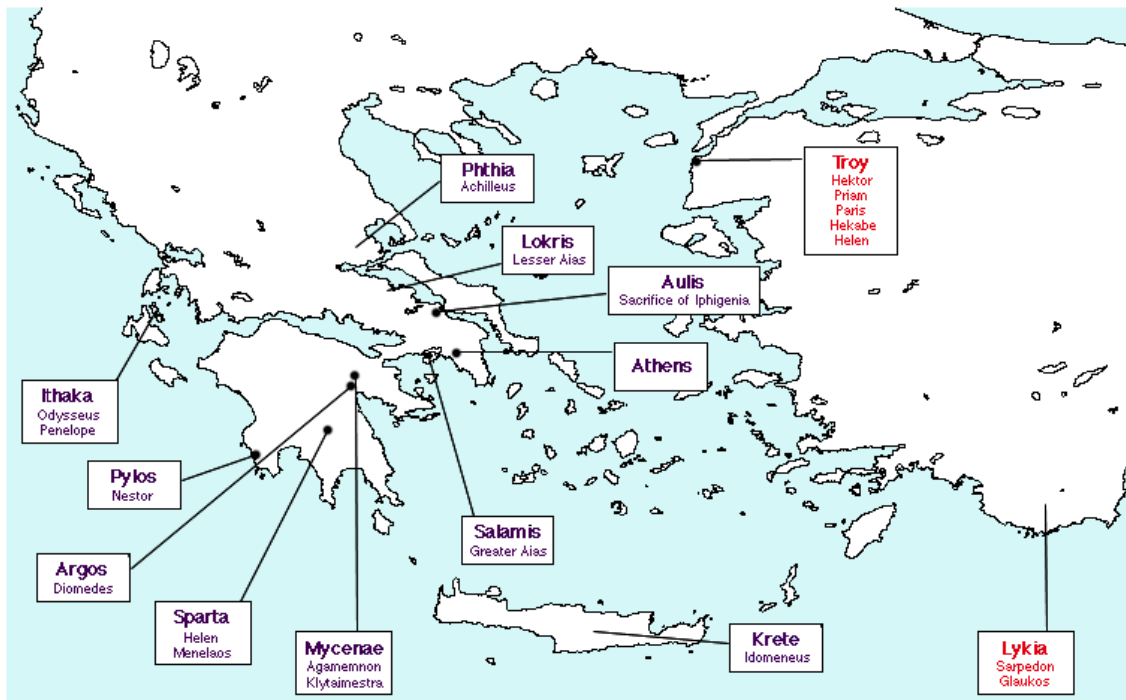 Phthia
Achilleus
Troy
Hektor
Priam
Paris
Hekabe
Helen
Lokris
Lesser Aias
Aulis
Sacrifice of Iphigenia
Athens
Ithaka
Odysseus
Penelope
Pylos
Nestor
Salamis
Greater Aias
Argos
Diomedes
Sparta
Helen
Menelaos
Mycenae
Agamemnon
Klytaimestra
Krete
Idomeneus
Lykia
Sarpedon
Glaukos